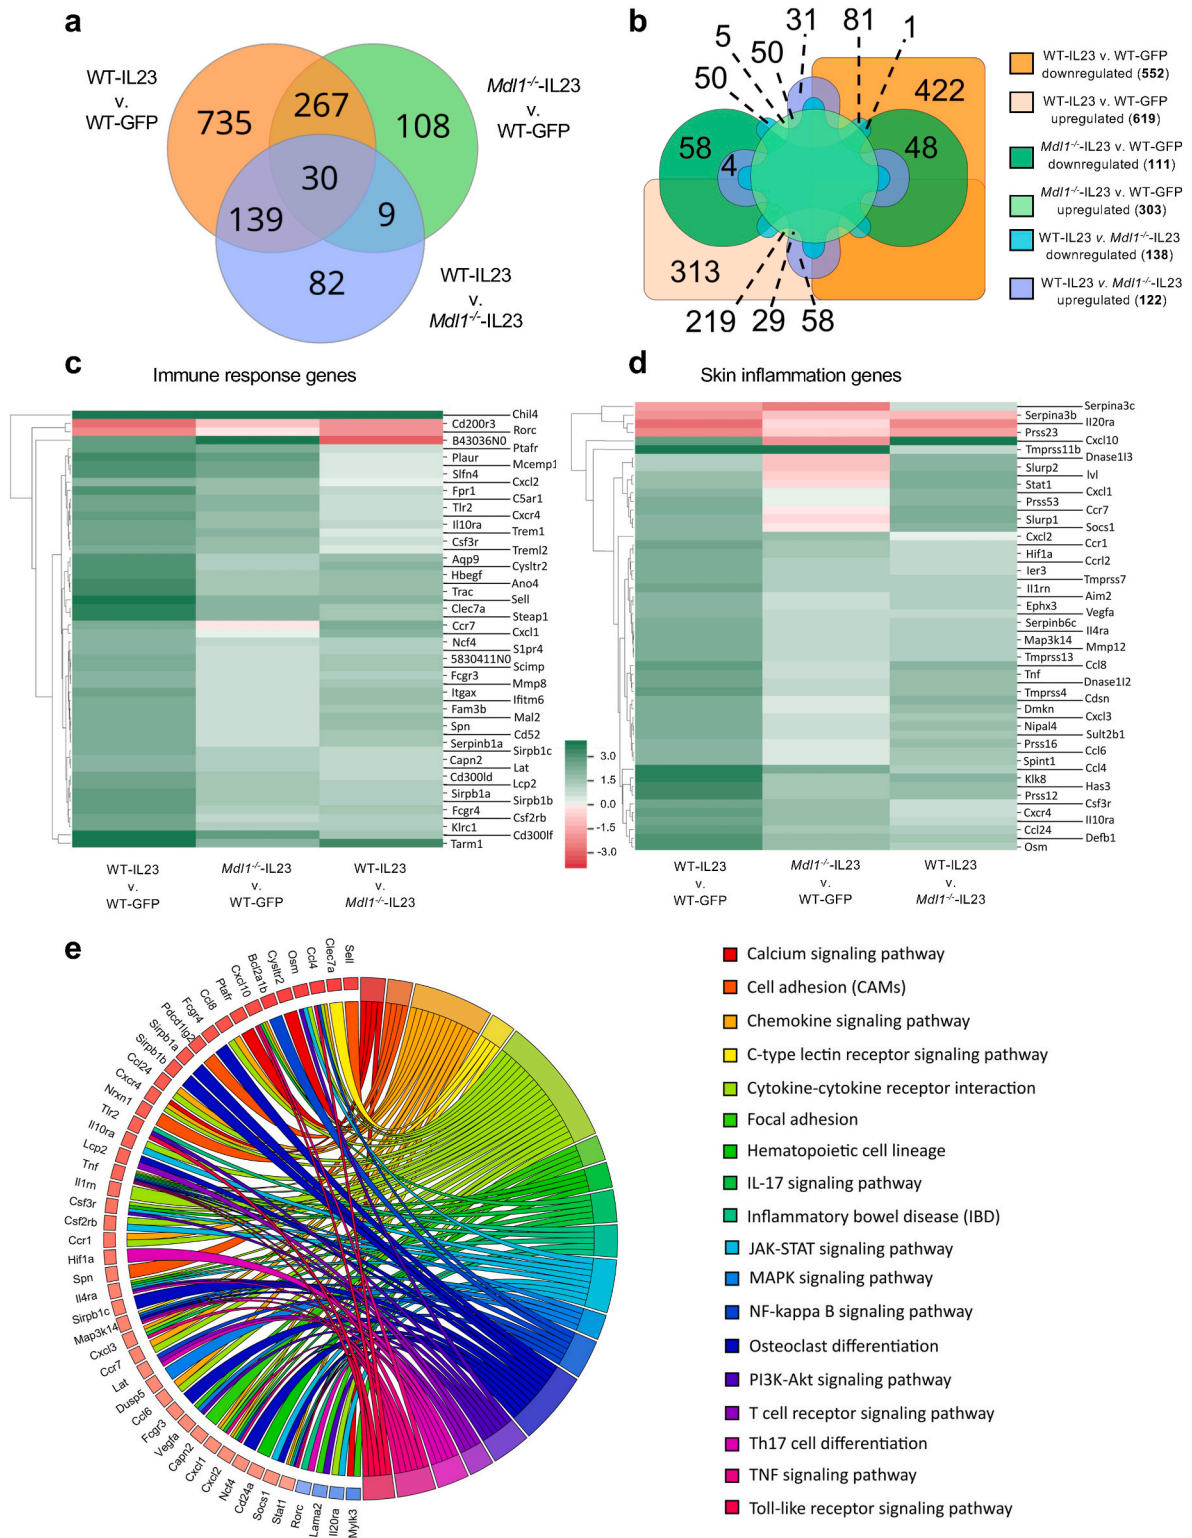 a
WT-IL23
v.
WT-GFP
Mdl1-/--IL23
v.
WT-GFP
735
267
108
30
139
9
82
WT-IL23
v.
Mdl1-/--IL23
b
5
50
50
31
81
1
422
58
4
48
313
219
29
58
WT-IL23 v. WT-GFP
downregulated (552)
WT-IL23 v. WT-GFP
upregulated (619)
Mdl1-/--IL23 v. WT-GFP
downregulated (111)
Mdl1-/--IL23 v. WT-GFP
upregulated (303)
WT-IL23 v. Mdl1-/--IL23
downregulated (138)
WT-IL23 v. Mdl1-/--IL23
upregulated (122)
c
Immune response genes
Chil4
Cd200r3
Rorc
B43036N0
Ptafr
Plaur
Mcemp1
Slfn4
Cxcl2
Fpr1
C5ar1
Tlr2
Cxcr4
Il10ra
Trem1
Csf3r
Treml2
Aqp9
Cysltr2
Hbegf
Ano4
Trac
Sell
Clec7a
Steap1
Ccr7
Cxcl1
Ncf4
S1pr4
5830411N0
Scimp
Fcgr3
Mmp8
Itgax
Ifitm6
Fam3b
Mal2
Spn
Cd52
Serpinb1a
Sirpb1c
Capn2
Lat
Cd300ld
Lcp2
Sirpb1a
Sirpb1b
Fcgr4
Csf2rb
Klrc1
Cd300lf
Tarm1
WT-IL23
v.
WT-GFP
Mdl1-/--IL23
v.
WT-GFP
WT-IL23
v.
Mdl1-/--IL23
3.0
1.5
0.0
-1.5
-3.0
d
Skin inflammation genes
Serpina3c
Serpina3b
Il20ra
Prss23
Cxcl10
Tmprss11b
Dnase1l3
Slurp2
Ivl
Stat1
Cxcl1
Prss53
Ccr7
Slurp1
Socs1
Cxcl2
Ccr1
Hif1a
Ccrl2
Ier3
Tmprss7
Il1rn
Aim2
Ephx3
Vegfa
Serpinb6c
Il4ra
Map3k14
Mmp12
Tmprss13
Ccl8
Tnf
Dnase1l2
Tmprss4
Cdsn
Dmkn
Cxcl3
Nipal4
Sult2b1
Prss16
Ccl6
Spint1
Ccl4
Klk8
Has3
Prss12
Csf3r
Cxcr4
Il10ra
Ccl24
Defb1
Osm
WT-IL23
v.
WT-GFP
Mdl1-/--IL23
v.
WT-GFP
WT-IL23
v.
Mdl1-/--IL23
e
Sell
Clec7a
Ccl4
Osm
Cysltr2
Bcl2a1b
Cxcl10
Ptafr
Ccl8
Fcgr4
Pdcd1lg2
Sirpb1a
Sirpb1b
Ccl24
Cxcr4
Nrxn1
Tlr2
Il10ra
Lcp2
Tnf
Il1rn
Csf3r
Csf2rb
Ccr1
Hif1a
Spn
Il4ra
Sirpb1c
Map3k14
Cxcl3
Ccr7
Lat
Dusp5
Ccl6
Fcgr3
Vegfa
Capn2
Cxcl1
Cxcl2
Ncf4
Cd24a
Socs1
Stat1
Rorc
Lama2
Il20ra
Mylk3
Calcium signaling pathway
Cell adhesion (CAMs)
Chemokine signaling pathway
C-type lectin receptor signaling pathway
Cytokine-cytokine receptor interaction
Focal adhesion
Hematopoietic cell lineage
IL-17 signaling pathway
Inflammatory bowel disease (IBD)
JAK-STAT signaling pathway
MAPK signaling pathway
NF-kappa B signaling pathway
Osteoclast differentiation
PI3K-Akt signaling pathway
T cell receptor signaling pathway
Th17 cell differentiation
TNF signaling pathway
Toll-like receptor signaling pathway